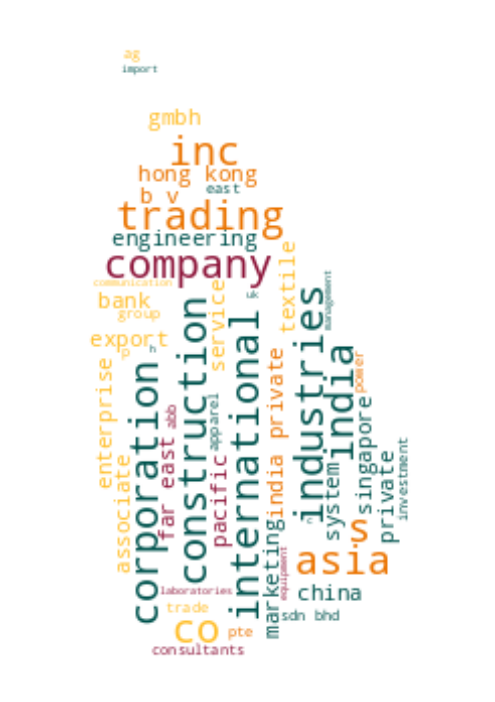 ag
import
gmbh
inc
hong kong
east
b v
trading
engineering
company
communication
uk
textile
management
bank
group
service
export
p
h
construction
international
industries
india
power
enterprise
corporation
abb
apparel
india private
singapore
private
investment
associate
far east
pacific
system
n
s
marketing
equipment
asia
laboratories
china
trade
co
pte
sdn bhd
consultants